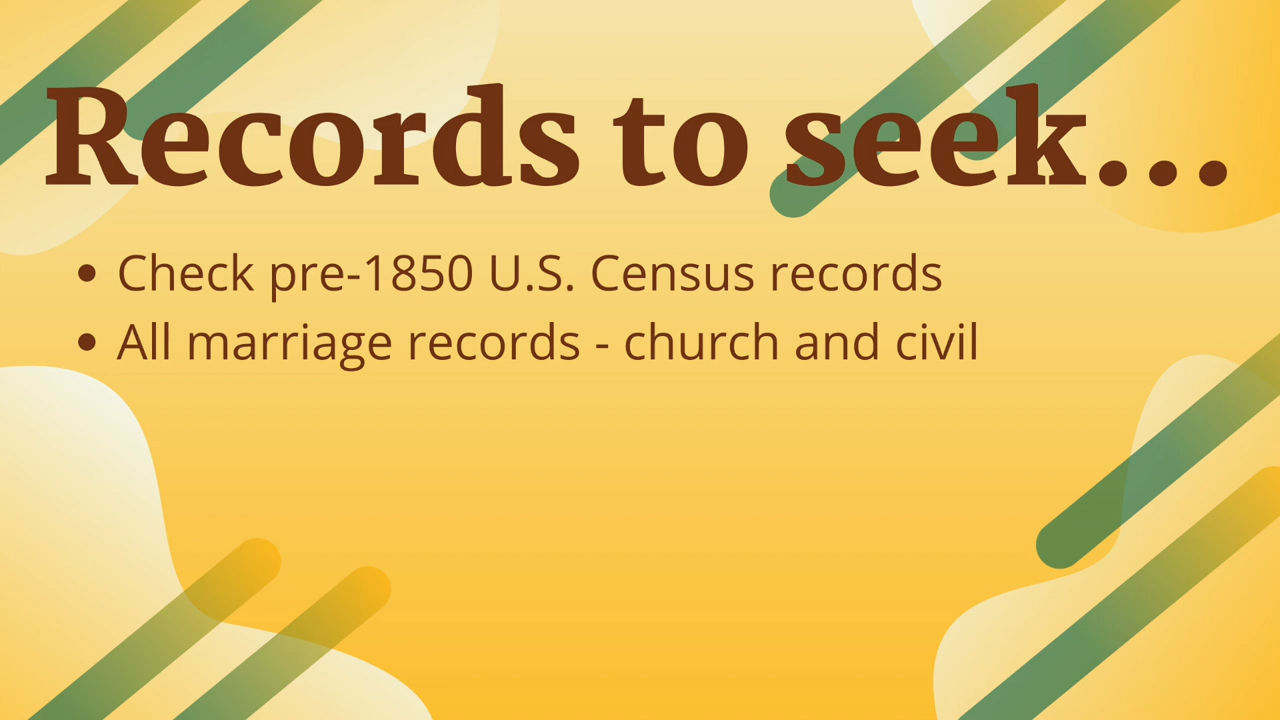 Records to seek...
• Check pre-1850 U.S. Census records
• All marriage records - church and civil